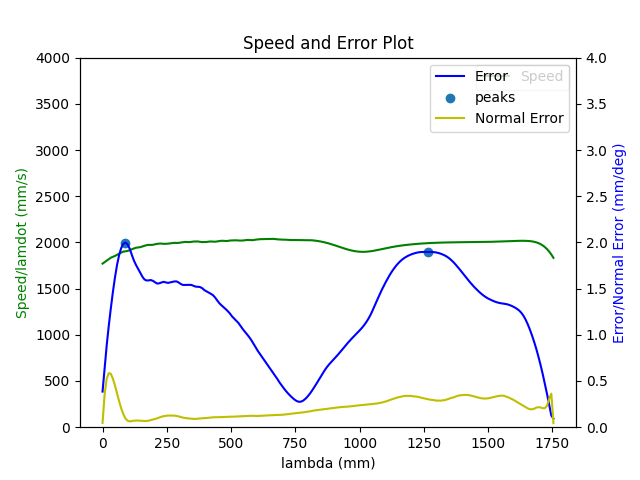 Speed and Error Plot
4000
3500
3000
2500
2000
1500
1000
500
0
Speed/lamdot (mm/s)
4.0
3.5
3.0
2.5
2.0
1.5
1.0
0.5
0.0
Error/Normal Error (mm/deg)
Error
Speed
peaks
Normal Error
0 250 500 750 1000 1250 1500 1750
lambda (mm)